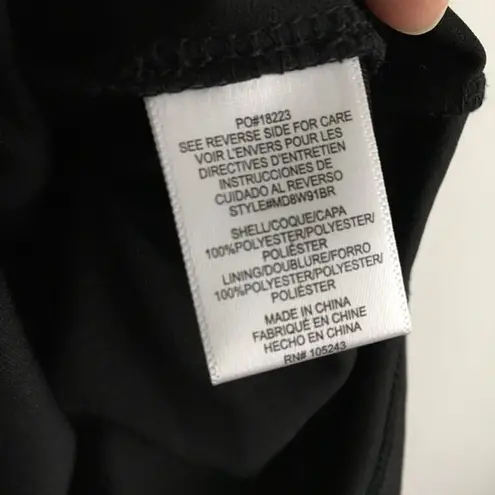 PO#18223
SEE REVERSE SIDE FOR CARE
VOIR L'ENVERS POUR LES
DIRECTIVES D'ENTRETIEN
INSTRUCCIONES DE
CUIDADO AL REVERSO
STYLE#MD8W91BR
SHELL/COQUE/CAPA
100%POLYESTER/POLYESTER/
POLIÉSTER
LINING/DOUBLURE/FORRO
100%POLYESTER/POLYESTER/
POLIÉSTER
MADE IN CHINA
FABRIQUÉ EN CHINE
HECHO EN CHINA
RN# 105243